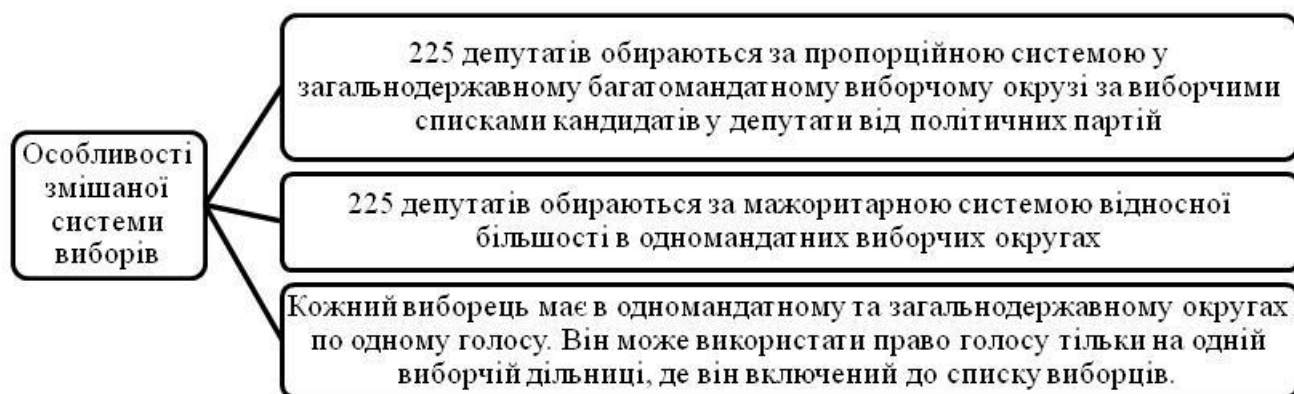 Особливості
змішаної
системи
виборів
225 депутатів обираються за пропорційною системою у
загальнодержавному багатомандатному виборчому окрузі за виборчими
списками кандидатів у депутати від політичних партій
225 депутатів обираються за мажоритарною системою відносної
більшості в одномандатних виборчих округах
Кожний виборець має в одномандатному та загальнодержавному округах
по одному голосу. Він може використати право голосу тільки на одній
виборчій дільниці, де він включений до списку виборців.